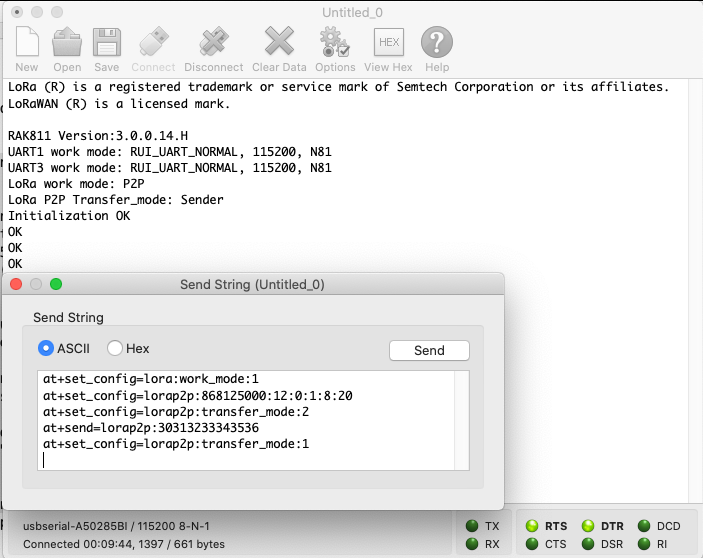 Untitled_0
New Open Save Connect Disconnect Clear Data Options HEX View Hex Help
LoRa (R) is a registered trademark or service mark of Semtech Corporation or its affiliates.
LoRaWAN (R) is a licensed mark.
RAK811 Version:3.0.0.14.H
UART1 work mode: RUI_UART_NORMAL, 115200, N81
UART3 work mode: RUI_UART_NORMAL, 115200, N81
LoRa work mode: P2P
LoRa P2P Transfer_mode: Sender
Initialization OK
OK
OK
OK
Send String (Untitled_0)
Send String
ASCII Hex Send
at+set_config=lora:work_mode:1
at+set_config=lorap2p:868125000:12:0:1:8:20
at+set_config=lorap2p:transfer_mode:2
at+send=lorap2p:30313233343536
at+set_config=lorap2p:transfer_mode:1
usbserial-A50285BI / 115200 8-N-1 TX RTS DTR DCD
Connected 00:09:44, 1397 / 661 bytes RX CTS DSR RI